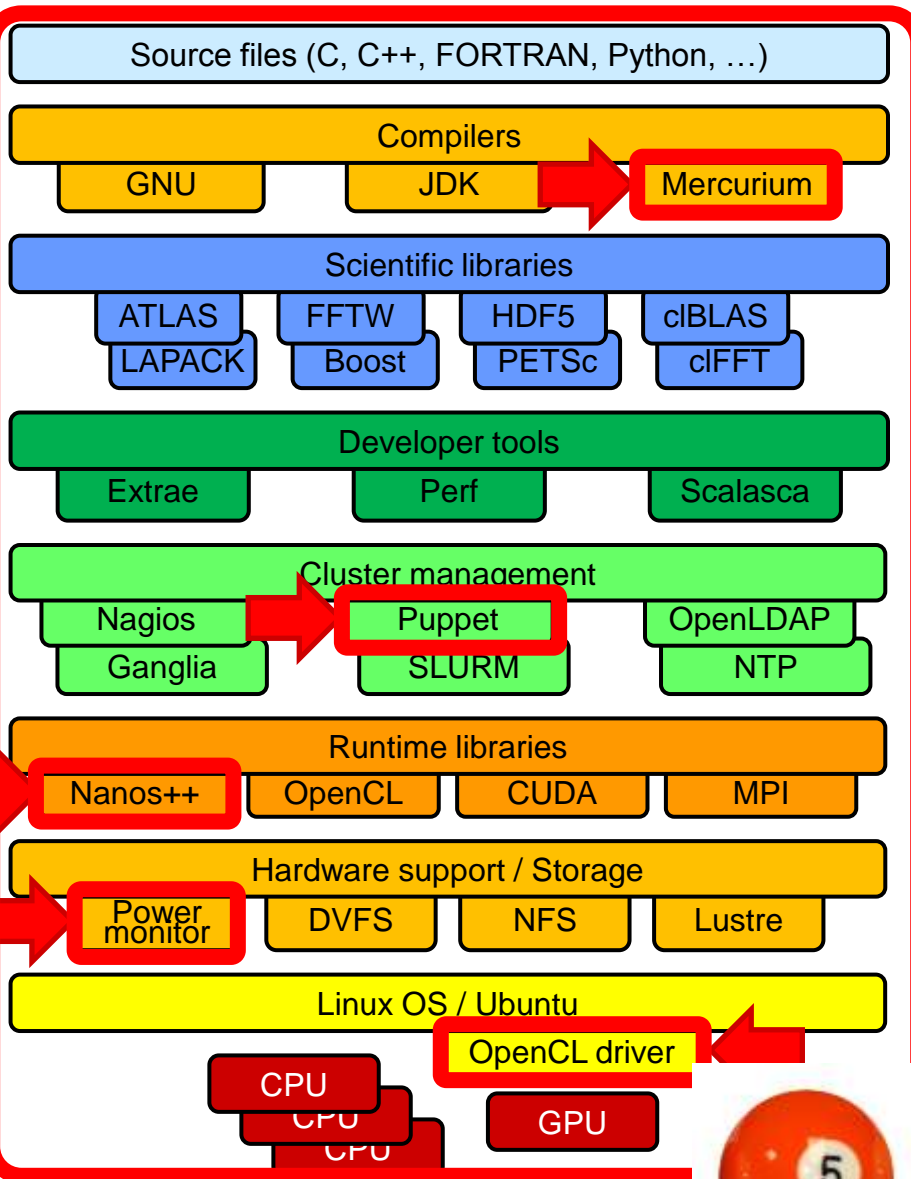 Source files (C, C++, FORTRAN, Python, …)
Compilers
GNU JDK Mercurium
Scientific libraries
ATLAS FFTW HDF5 clBLAS
LAPACK Boost PETSc clFFT
Developer tools
Extrae Perf Scalasca
Cluster management
Nagios Puppet OpenLDAP
Ganglia SLURM NTP
Runtime libraries
Nanos++ OpenCL CUDA MPI
Hardware support / Storage
Power
monitor DVFS NFS Lustre
Linux OS / Ubuntu
OpenCL driver
CPU
CPU GPU
CPU
5